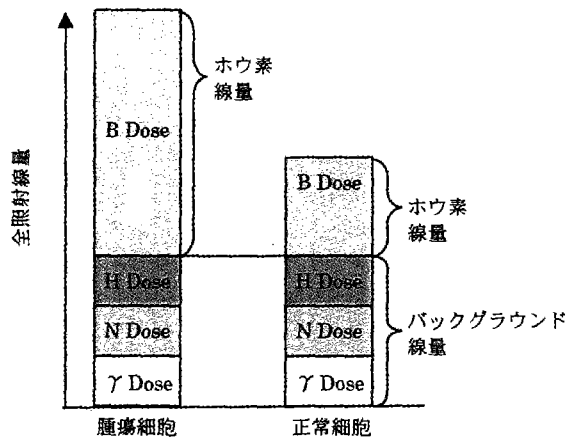 全照射線量
B Dose
H Dose
N Dose
γ Dose
腫瘍細胞
ホウ素
線量
B Dose
H Dose
N Dose
γ Dose
正常細胞
ホウ素
線量
バックグラウンド
線量